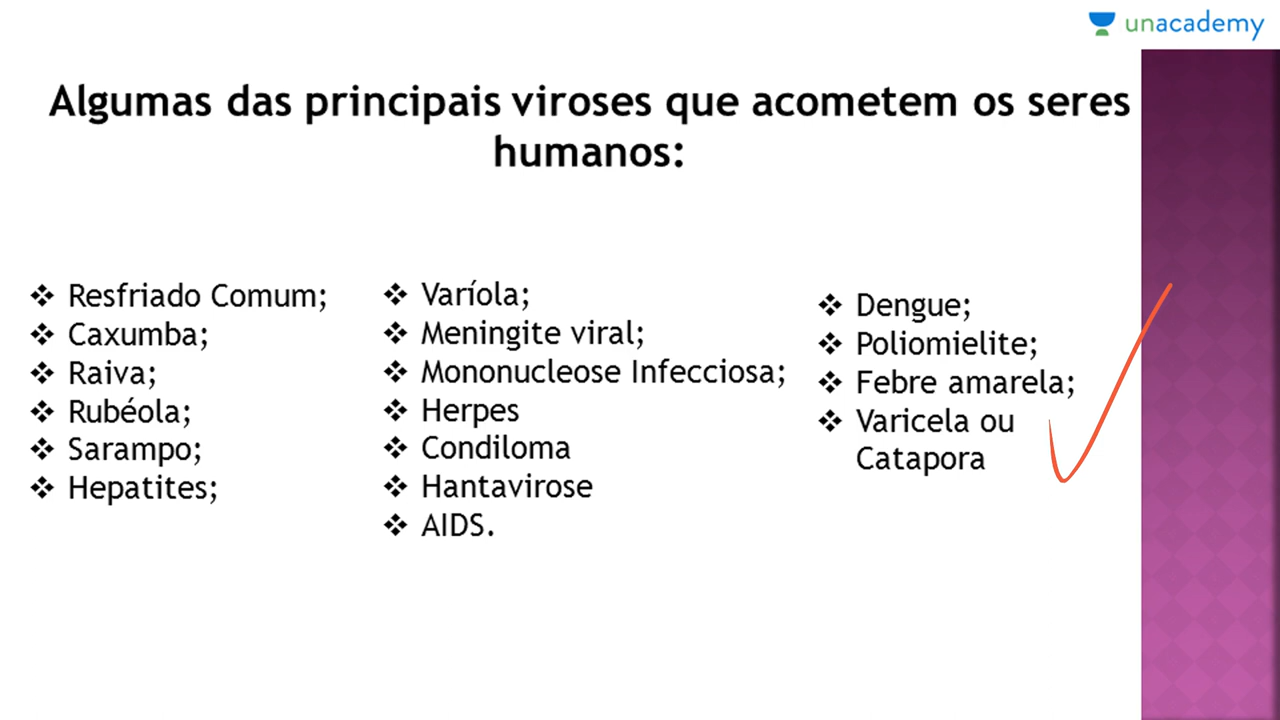 unacademy
Algumas das principais viroses que acometem os seres
humanos:
❖ Resfriado Comum;
❖ Caxumba;
❖ Raiva;
❖ Rubéola;
❖ Sarampo;
❖ Hepatites;
❖ Varíola;
❖ Meningite viral;
❖ Mononucleose Infecciosa;
❖ Herpes
❖ Condiloma
❖ Hantavirose
❖ AIDS.
❖ Dengue;
❖ Poliomielite;
❖ Febre amarela;
❖ Varicela ou
Catapora